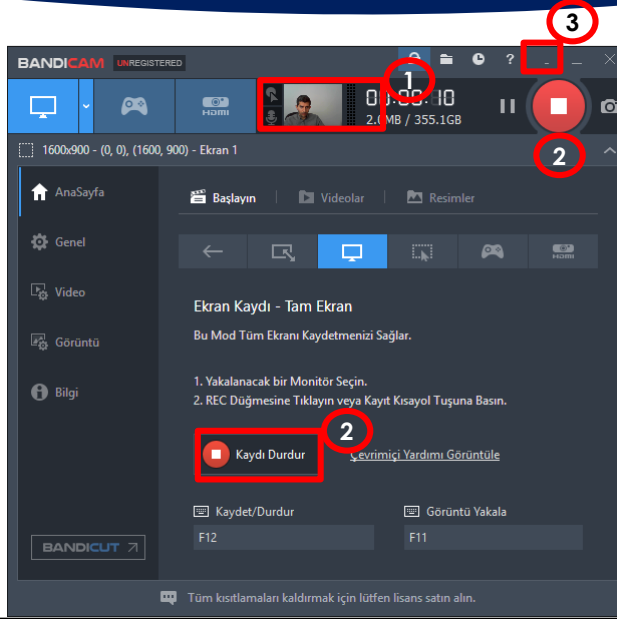 3
BANDICAM UNREGISTERED
?
1
HDMI
00:00:10
2.0MB / 355.1GB
1600x900 - (0, 0), (1600, 900) - Ekran 1
2
AnaSayfa
Başlayın
Videolar
Resimler
Genel
HDMI
Video
Ekran Kaydı - Tam Ekran
Görüntü
Bu Mod Tüm Ekranı Kaydetmenizi Sağlar.
Bilgi
1. Yakalanacak bir Monitör Seçin.
2. REC Düğmesine Tıklayın veya Kayıt Kısayol Tuşuna Basın.
2
Kaydı Durdur
Çevrimiçi Yardımı Görüntüle
Kaydet/Durdur
Görüntü Yakala
F12
F11
BANDICUT
Tüm kısıtlamaları kaldırmak için lütfen lisans satın alın.